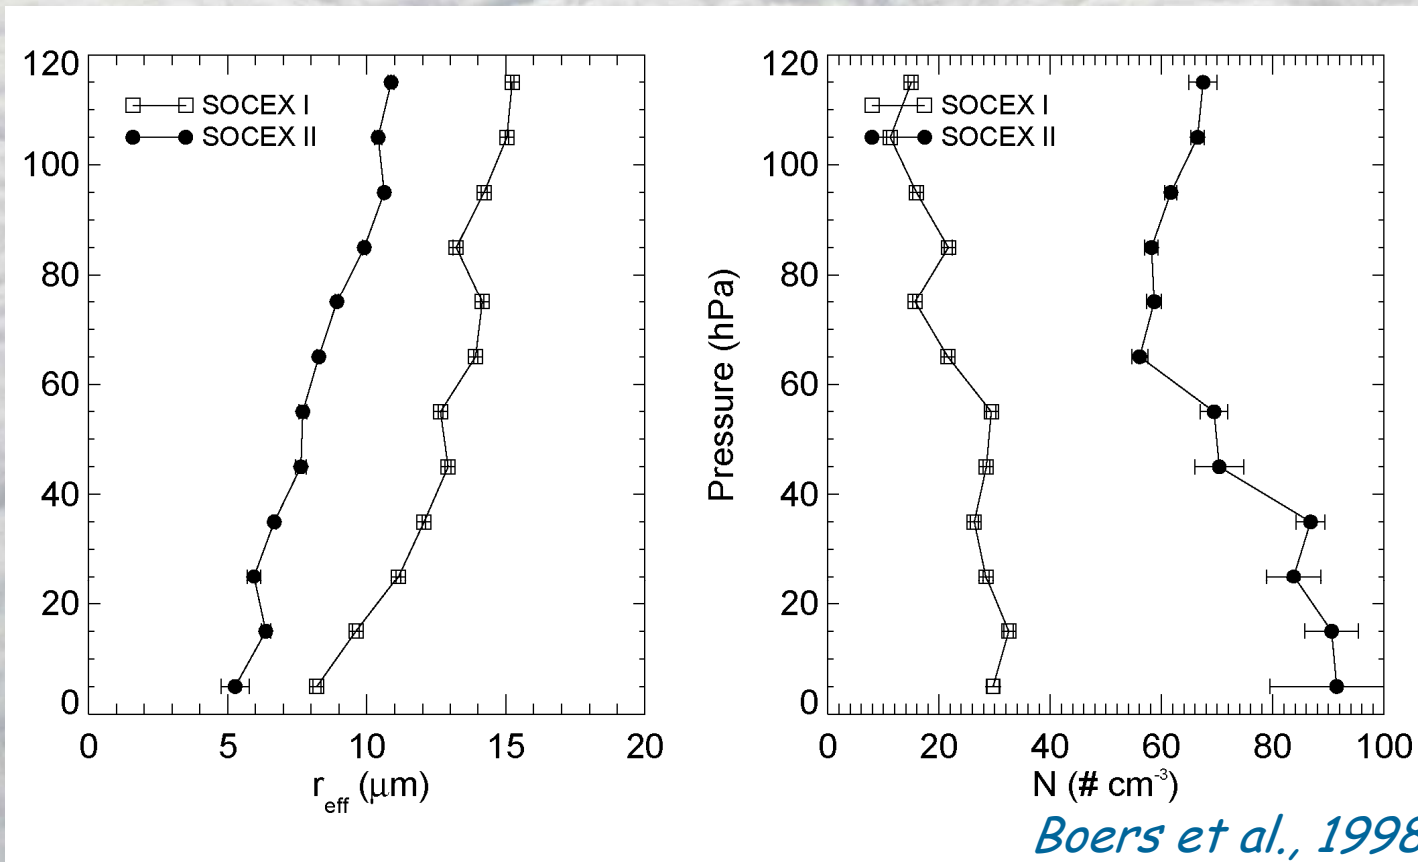 120
100
80
60
40
20
0
SOCEX I
SOCEX II
0 5 10 15 20
r_eff (μm)
Pressure (hPa)
120
100
80
60
40
20
0
SOCEX I
SOCEX II
0 20 40 60 80 100
N (# cm⁻³)
Boers et al., 1998